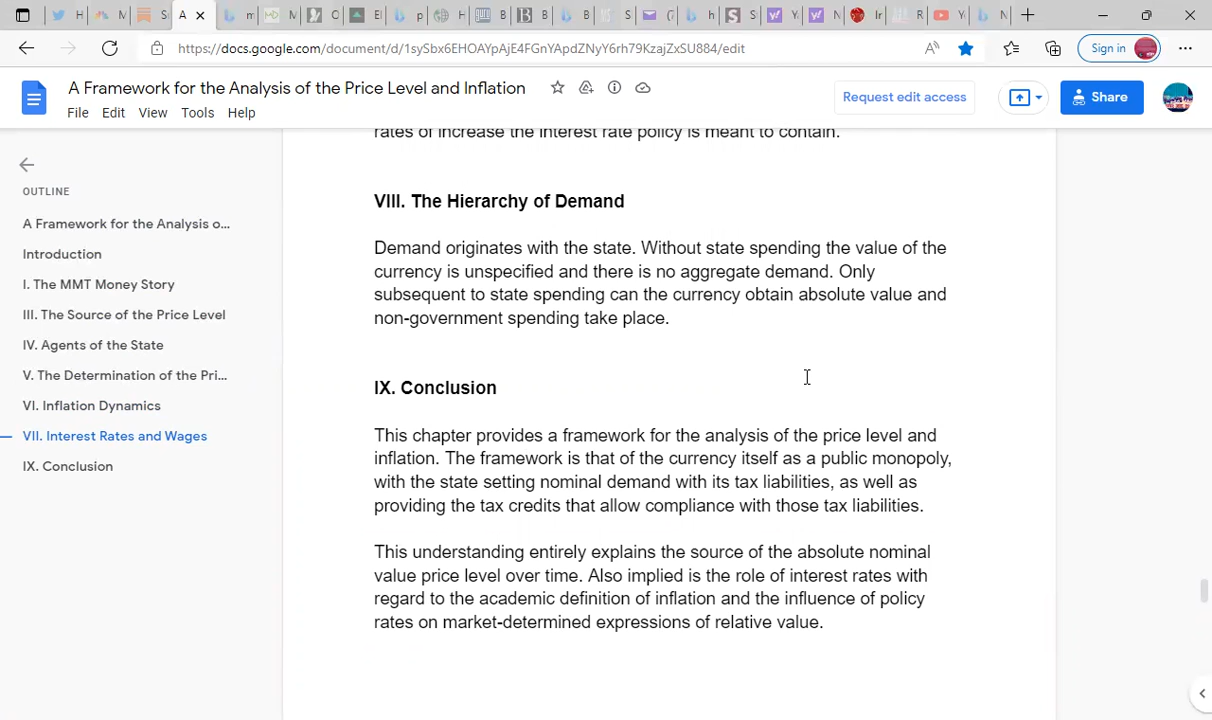 https://docs.google.com/document/d/1sySbx6EHOAYpAjE4FGnYApdZNyY6rh79KzajZxSU884/edit
Sign in
A Framework for the Analysis of the Price Level and Inflation
File Edit View Tools Help
Request edit access
Share
OUTLINE
A Framework for the Analysis o...
Introduction
I. The MMT Money Story
III. The Source of the Price Level
IV. Agents of the State
V. The Determination of the Pri...
VI. Inflation Dynamics
VII. Interest Rates and Wages
IX. Conclusion
rates of increase the interest rate policy is meant to contain.
VIII. The Hierarchy of Demand
Demand originates with the state. Without state spending the value of the
currency is unspecified and there is no aggregate demand. Only
subsequent to state spending can the currency obtain absolute value and
non-government spending take place.
IX. Conclusion
This chapter provides a framework for the analysis of the price level and
inflation. The framework is that of the currency itself as a public monopoly,
with the state setting nominal demand with its tax liabilities, as well as
providing the tax credits that allow compliance with those tax liabilities.
This understanding entirely explains the source of the absolute nominal
value price level over time. Also implied is the role of interest rates with
regard to the academic definition of inflation and the influence of policy
rates on market-determined expressions of relative value.